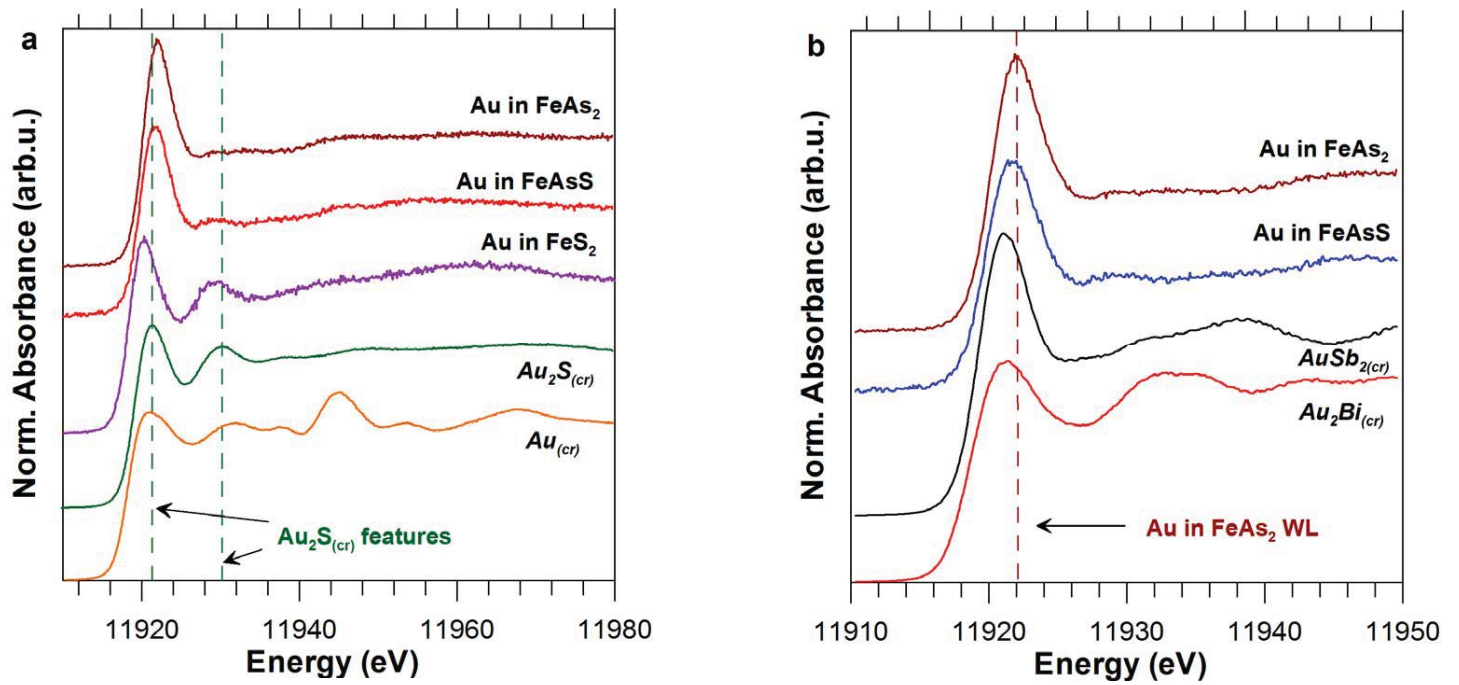 a
Au in FeAs₂
Au in FeAsS
Au in FeS₂
Au₂S₍cr₎
Au₍cr₎
Au₂S₍cr₎ features
Norm. Absorbance (arb.u.)
11920 11940 11960 11980
Energy (eV)
b
Au in FeAs₂
Au in FeAsS
AuSb₂₍cr₎
Au₂Bi₍cr₎
Au in FeAs₂ WL
Norm. Absorbance (arb.u.)
11910 11920 11930 11940 11950
Energy (eV)